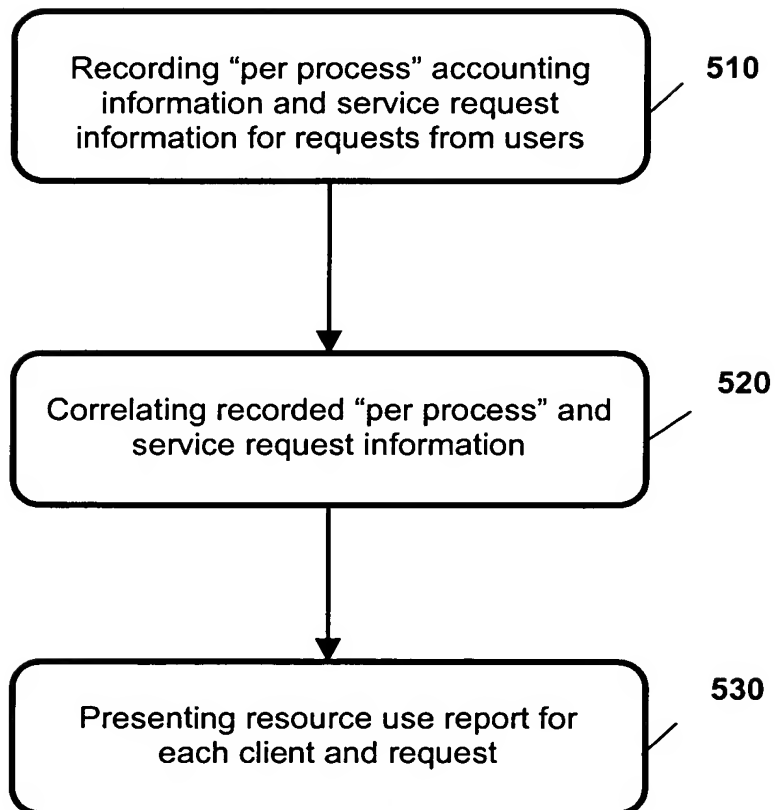 Recording “per process” accounting
information and service request
information for requests from users
510
Correlating recorded “per process” and
service request information
520
Presenting resource use report for
each client and request
530